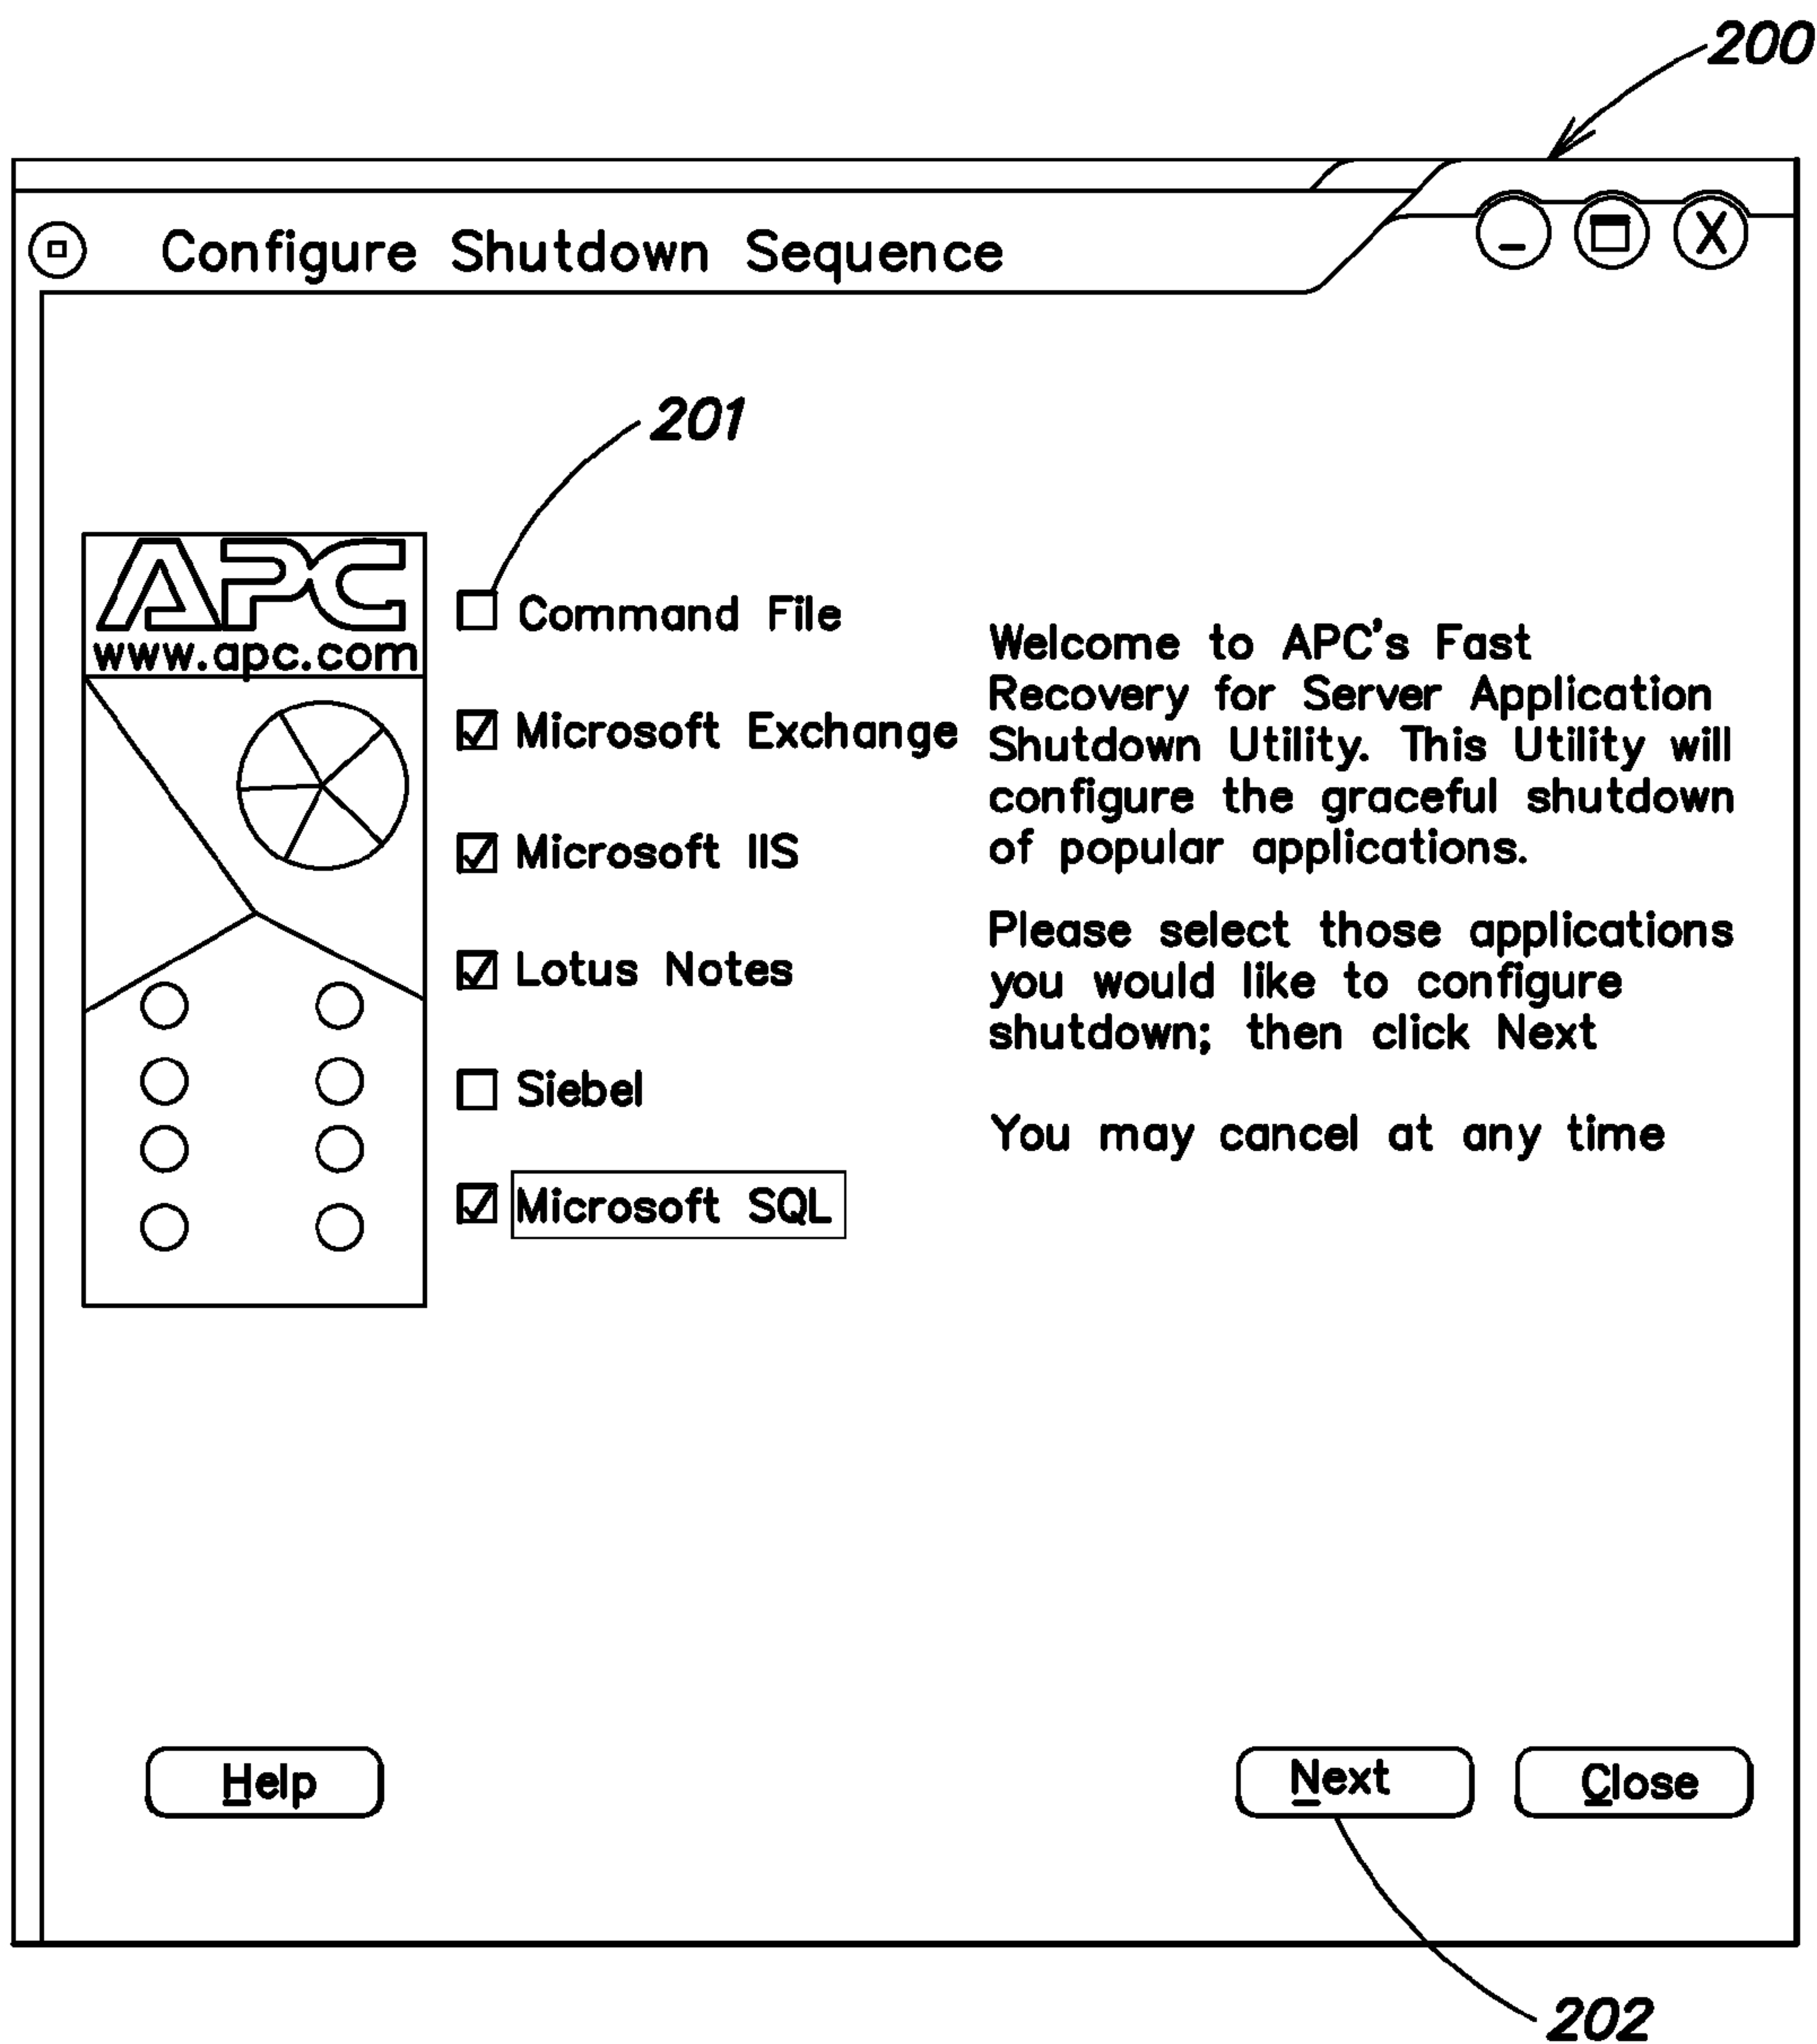 200
Configure Shutdown Sequence
201
APC
www.apc.com
Command File
Microsoft Exchange
Microsoft IIS
Lotus Notes
Siebel
Microsoft SQL
Welcome to APC's Fast
Recovery for Server Application
Shutdown Utility. This Utility will
configure the graceful shutdown
of popular applications.
Please select those applications
you would like to configure
shutdown; then click Next
You may cancel at any time
Help
Next
Close
202